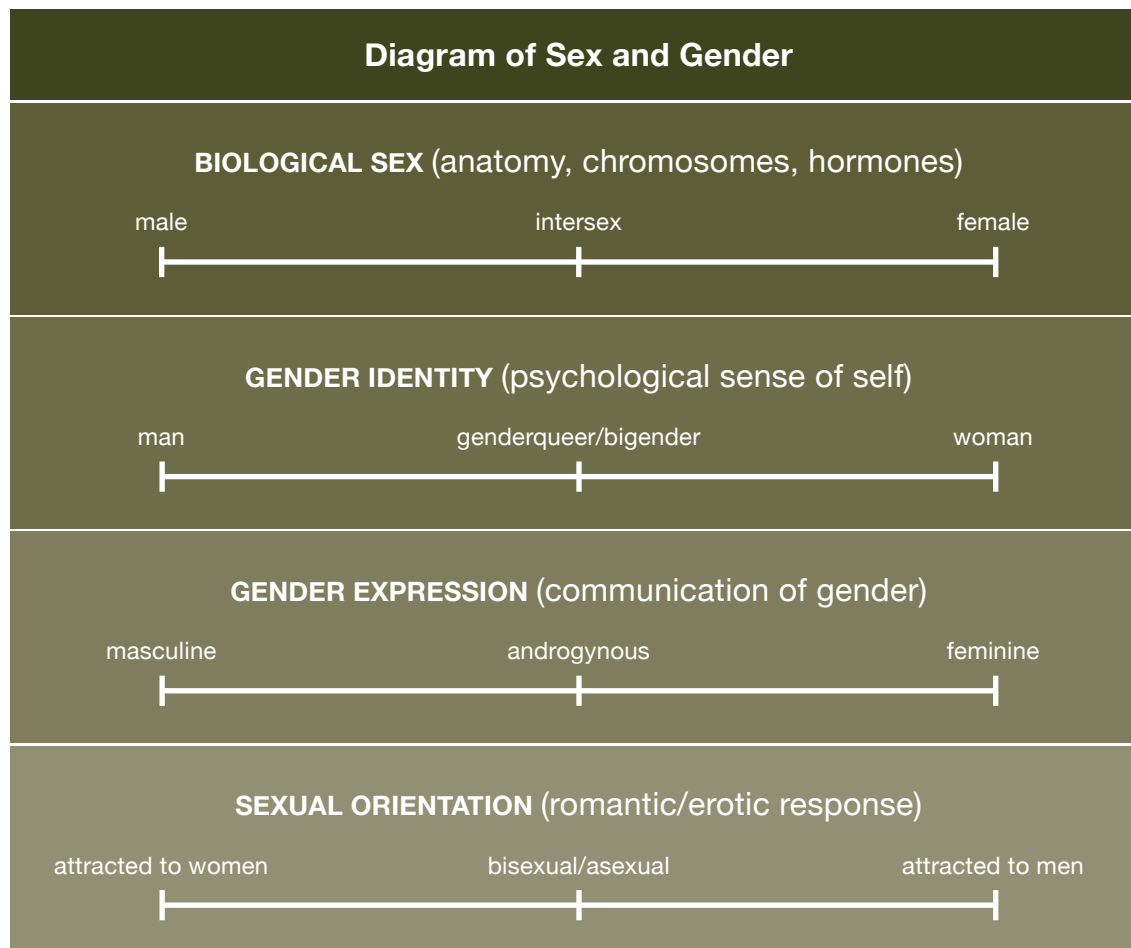 Diagram of Sex and Gender
BIOLOGICAL SEX (anatomy, chromosomes, hormones)
male intersex female
GENDER IDENTITY (psychological sense of self)
man genderqueer/bigender woman
GENDER EXPRESSION (communication of gender)
masculine androgynous feminine
SEXUAL ORIENTATION (romantic/erotic response)
attracted to women bisexual/asexual attracted to men